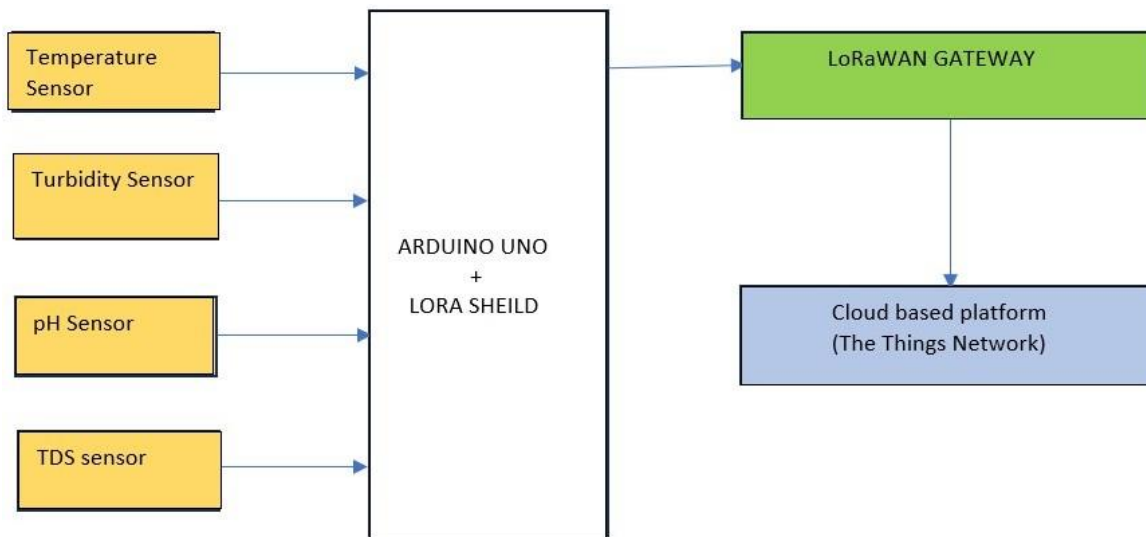 Temperature
Sensor
Turbidity Sensor
pH Sensor
TDS sensor
ARDUINO UNO
+
LORA SHEILD
LoRaWAN GATEWAY
Cloud based platform
(The Things Network)